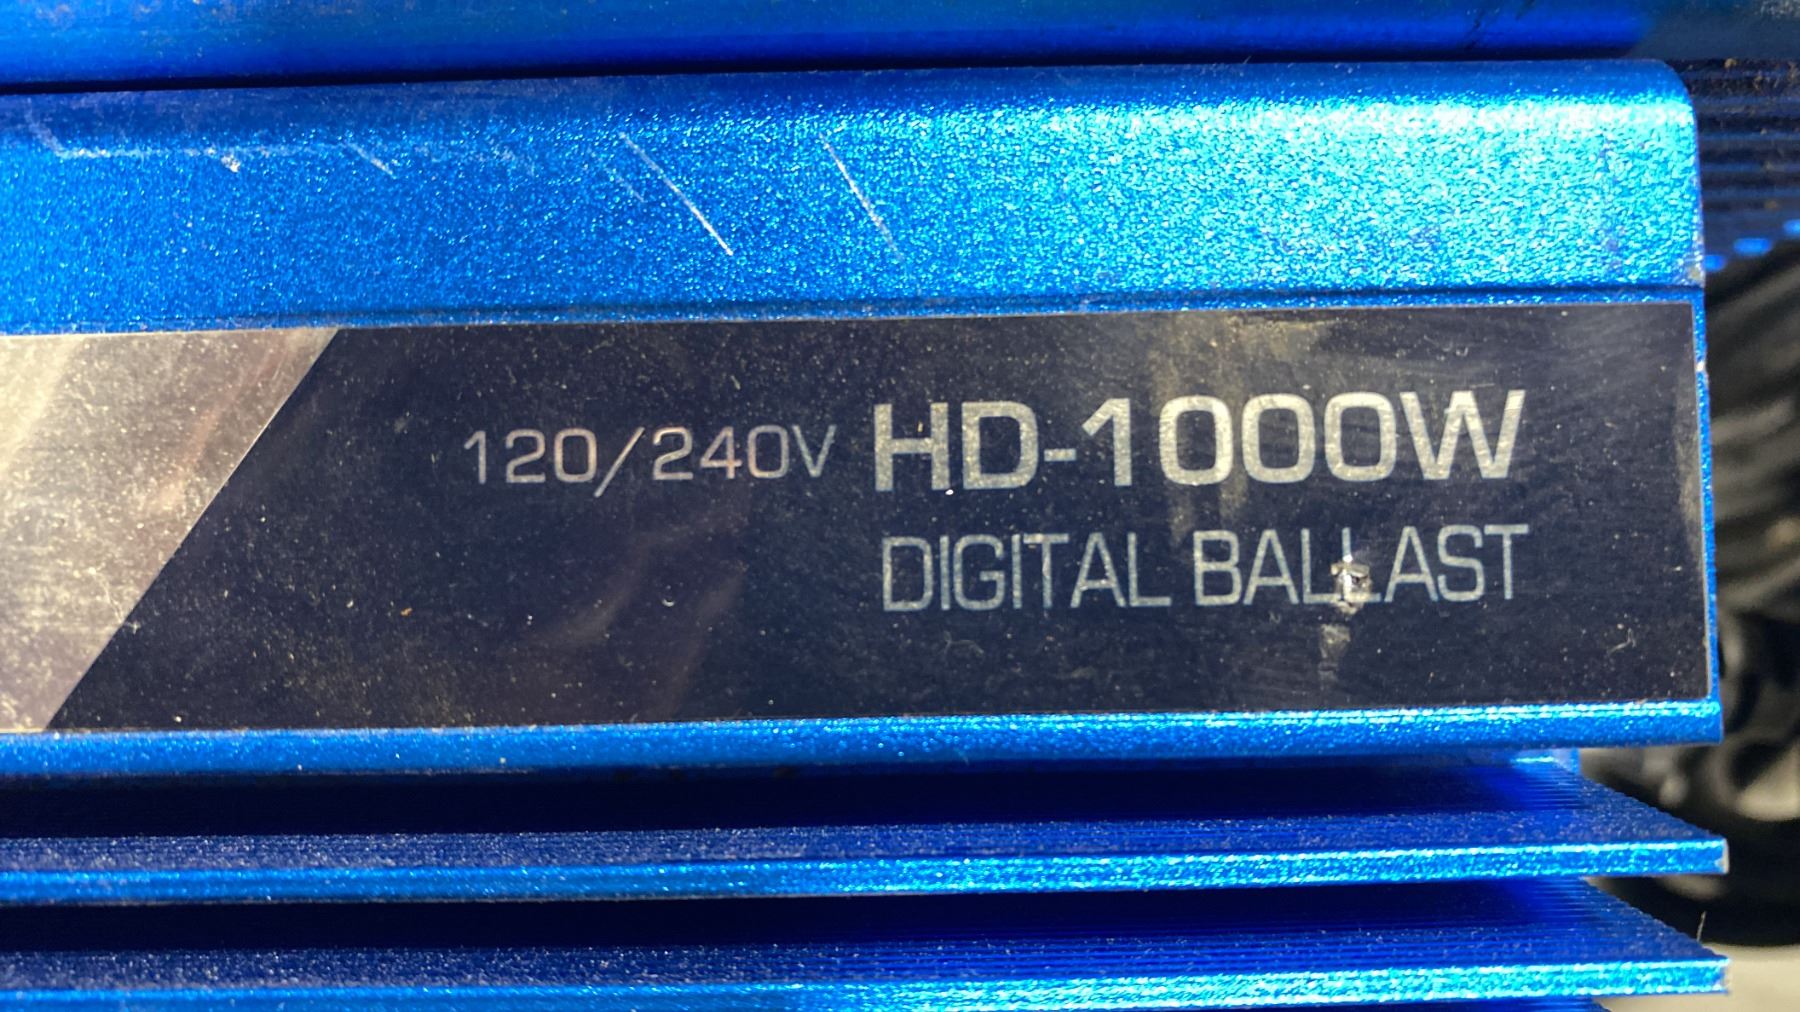 120/240V HD-1000W
DIGITAL BALLAST